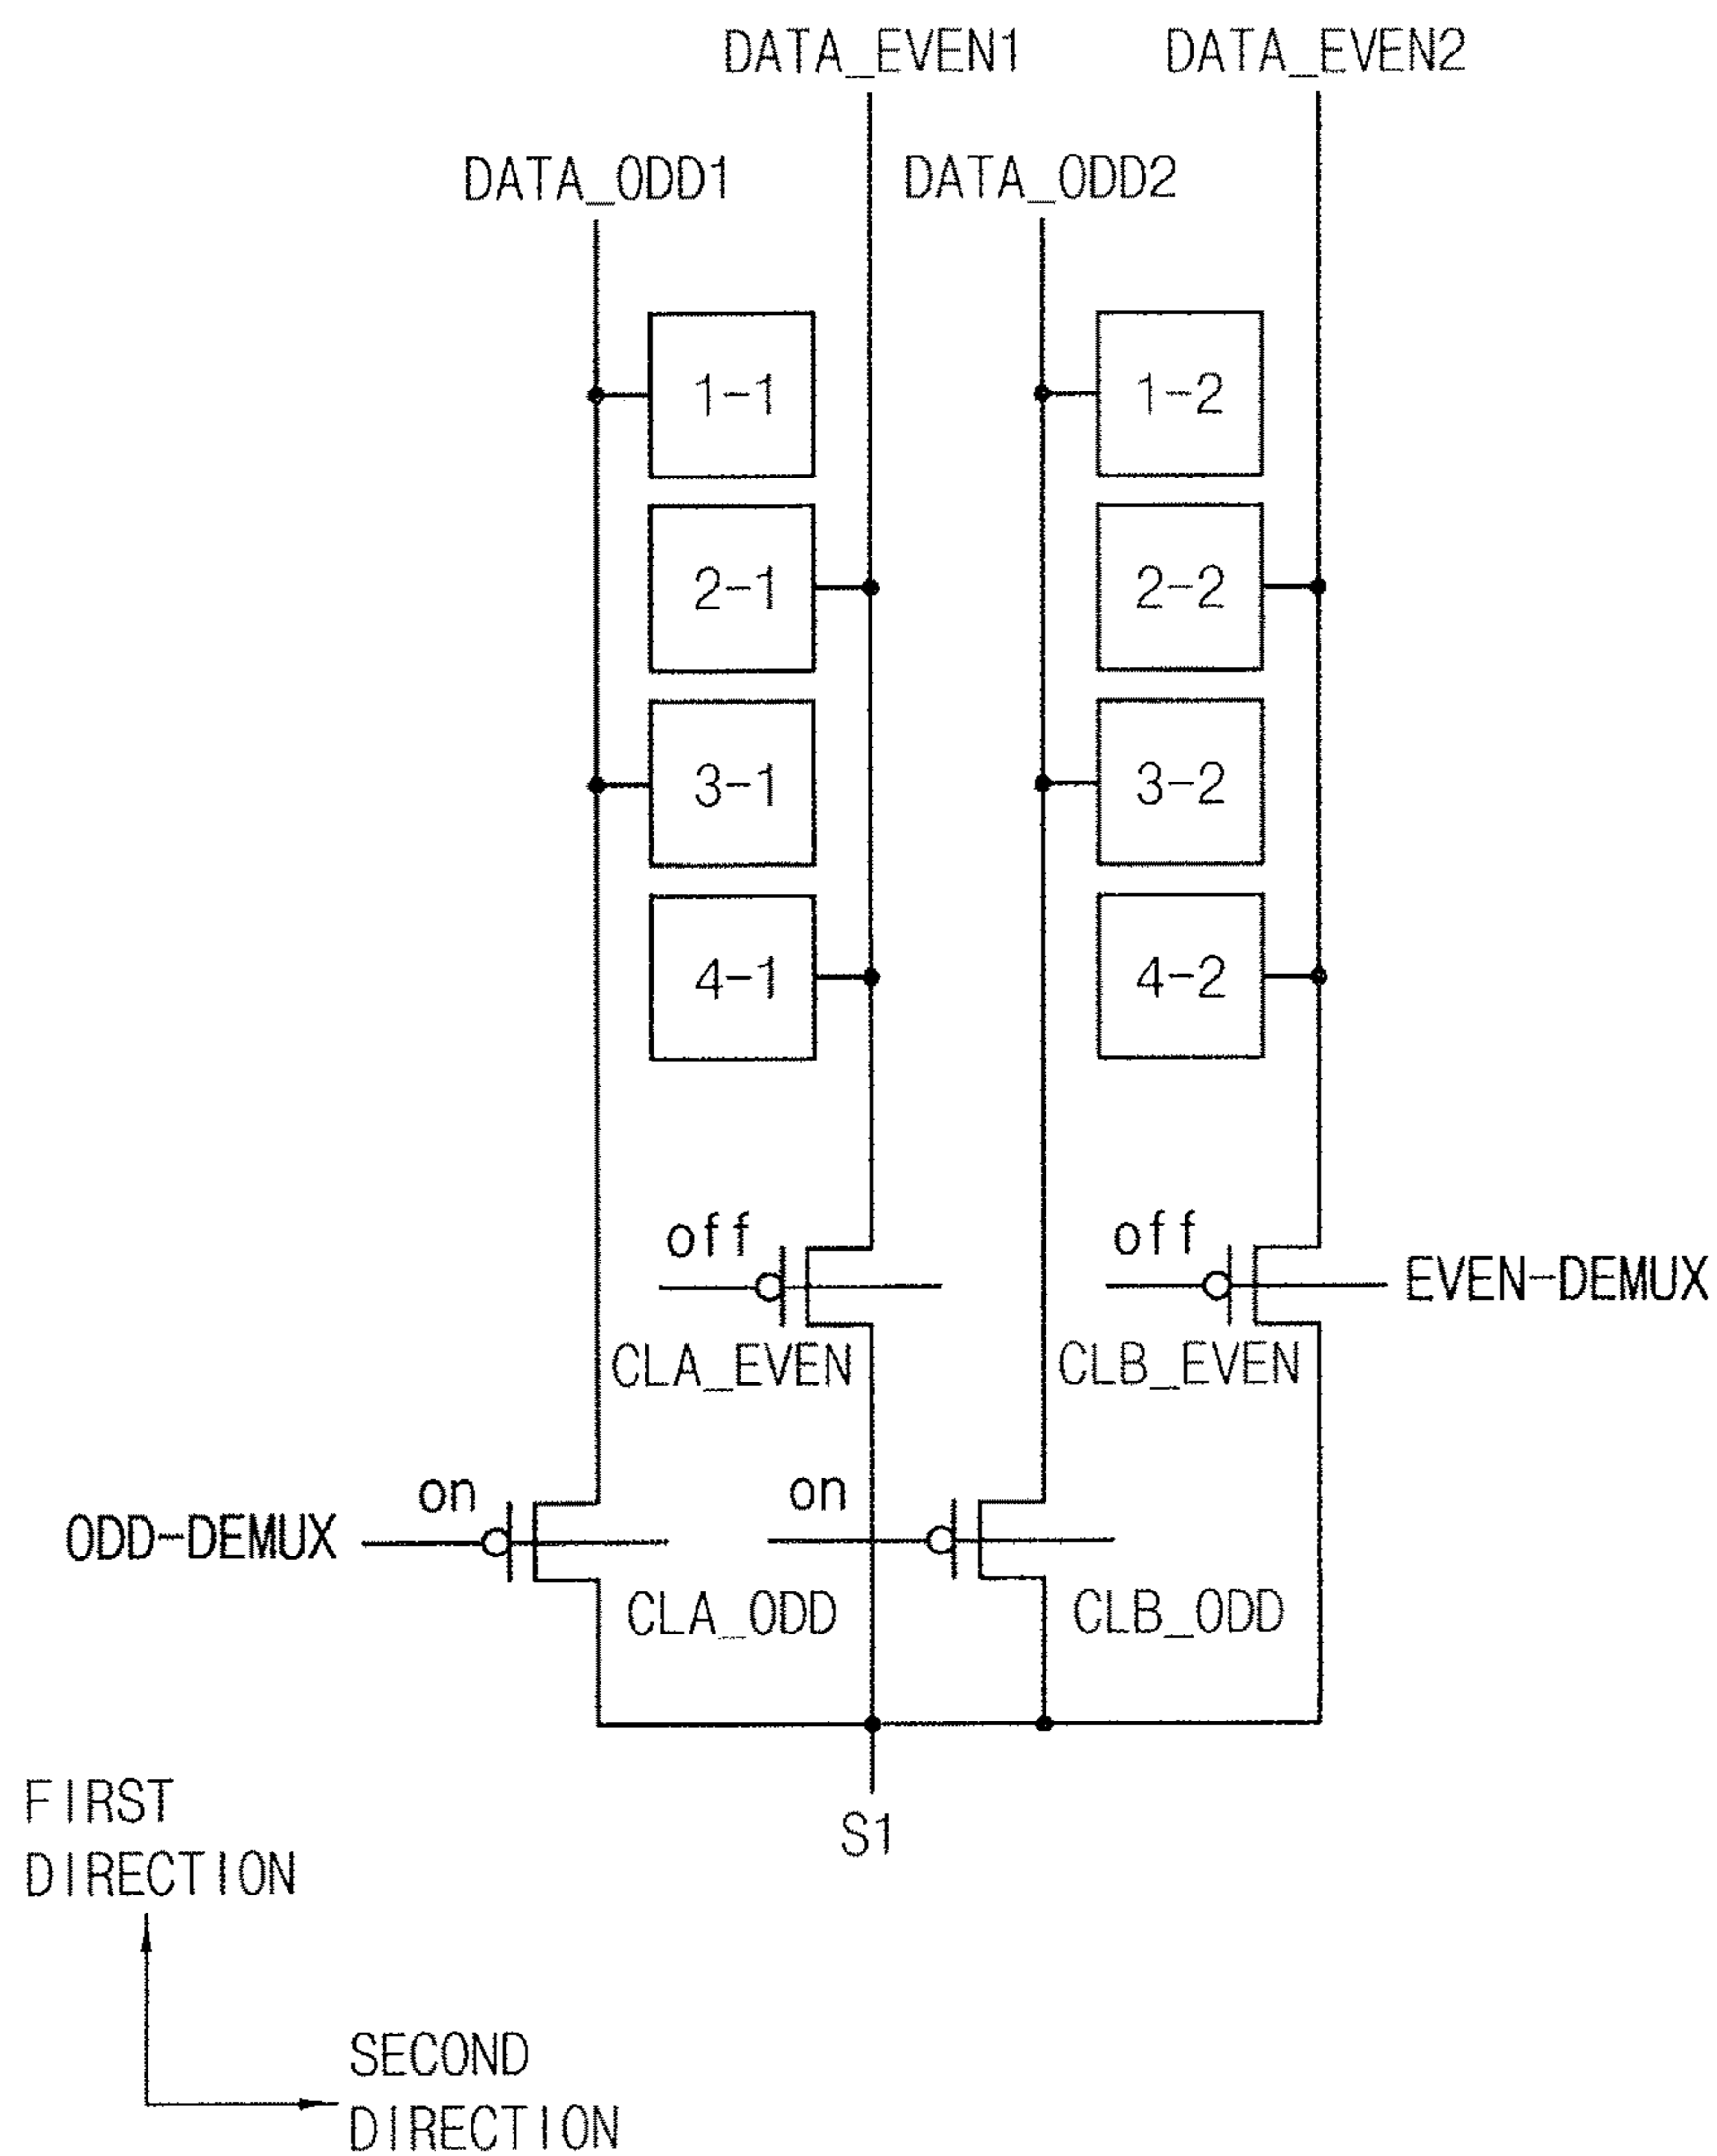 DATA_EVEN1 DATA_EVEN2
DATA_ODD1 DATA_ODD2
1-1 1-2
2-1 2-2
3-1 3-2
4-1 4-2
off off
EVEN-DEMUX
CLA_EVEN CLB_EVEN
on on
ODD-DEMUX
CLA_ODD CLB_ODD
S1
FIRST
DIRECTION
SECOND
DIRECTION